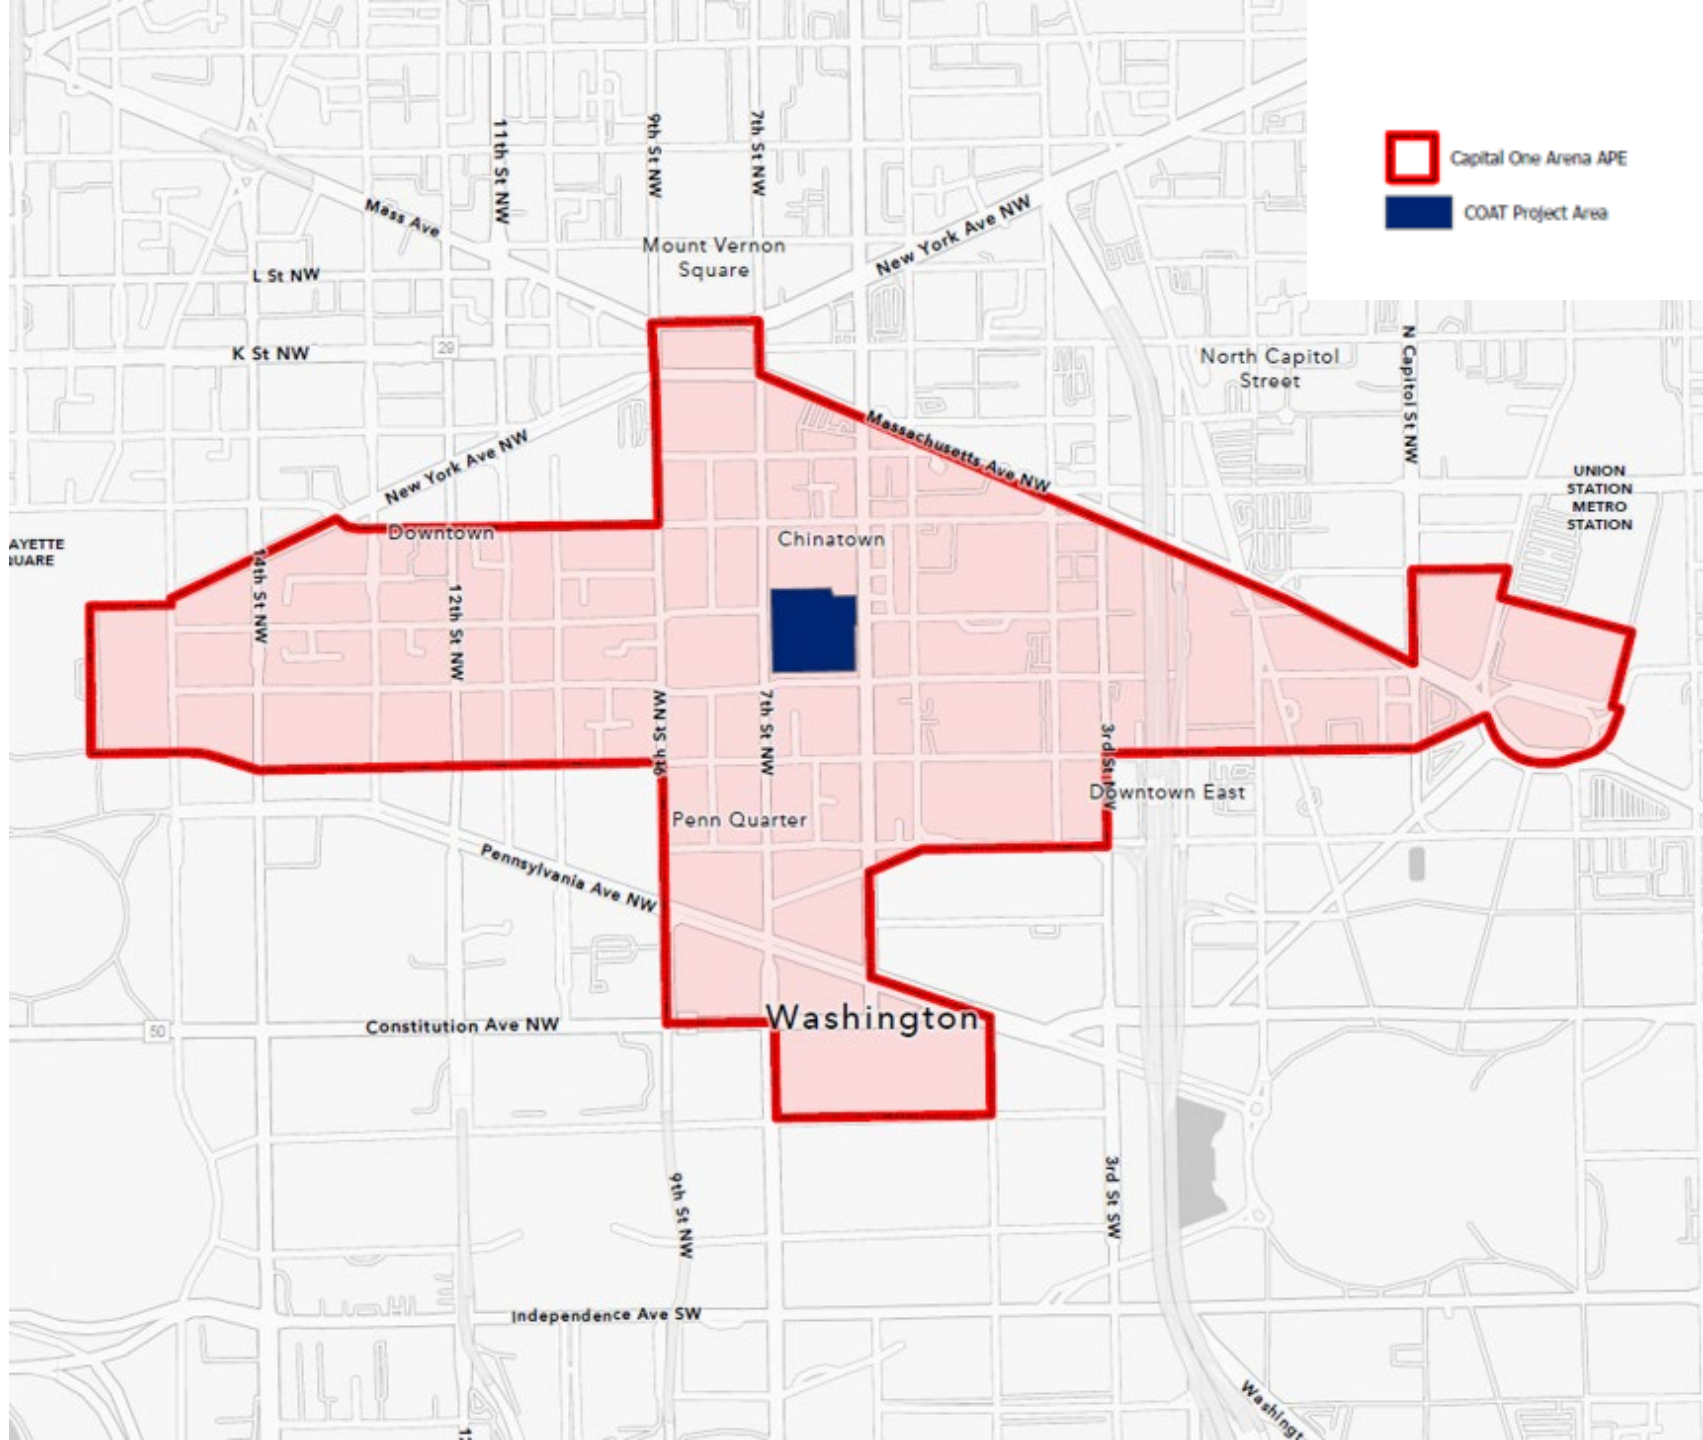 11th St NW
9th St NW
7th St NW
Capital One Arena APE
COAT Project Area
Mass Ave
New York Ave NW
Mount Vernon
Square
L St NW
K St NW
29
North Capitol
Street
N Capitol St NW
Massachusetts Ave NW
New York Ave NW
UNION
STATION
METRO
STATION
Downtown
Chinatown
AYETTE
UARE
14th St NW
12th St NW
9th St NW
7th St NW
3rd St NW
Downtown East
Penn Quarter
Pennsylvania Ave NW
Washington
Constitution Ave NW
50
9th St NW
3rd St SW
Independence Ave SW
Washingt